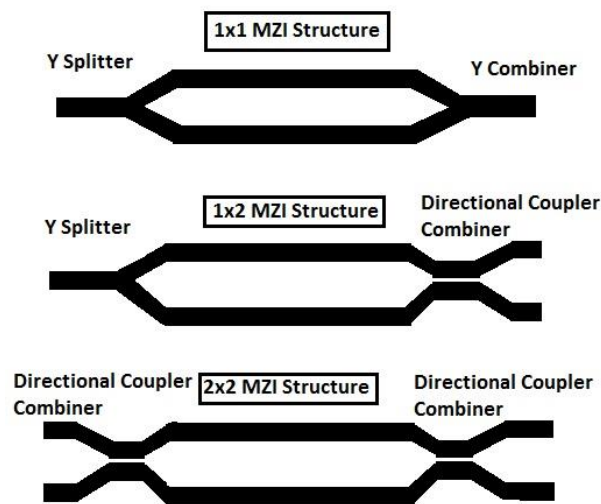 1x1 MZI Structure
Y Splitter
Y Combiner
1x2 MZI Structure
Directional Coupler
Combiner
Y Splitter
Directional Coupler
Combiner
2x2 MZI Structure
Directional Coupler
Combiner